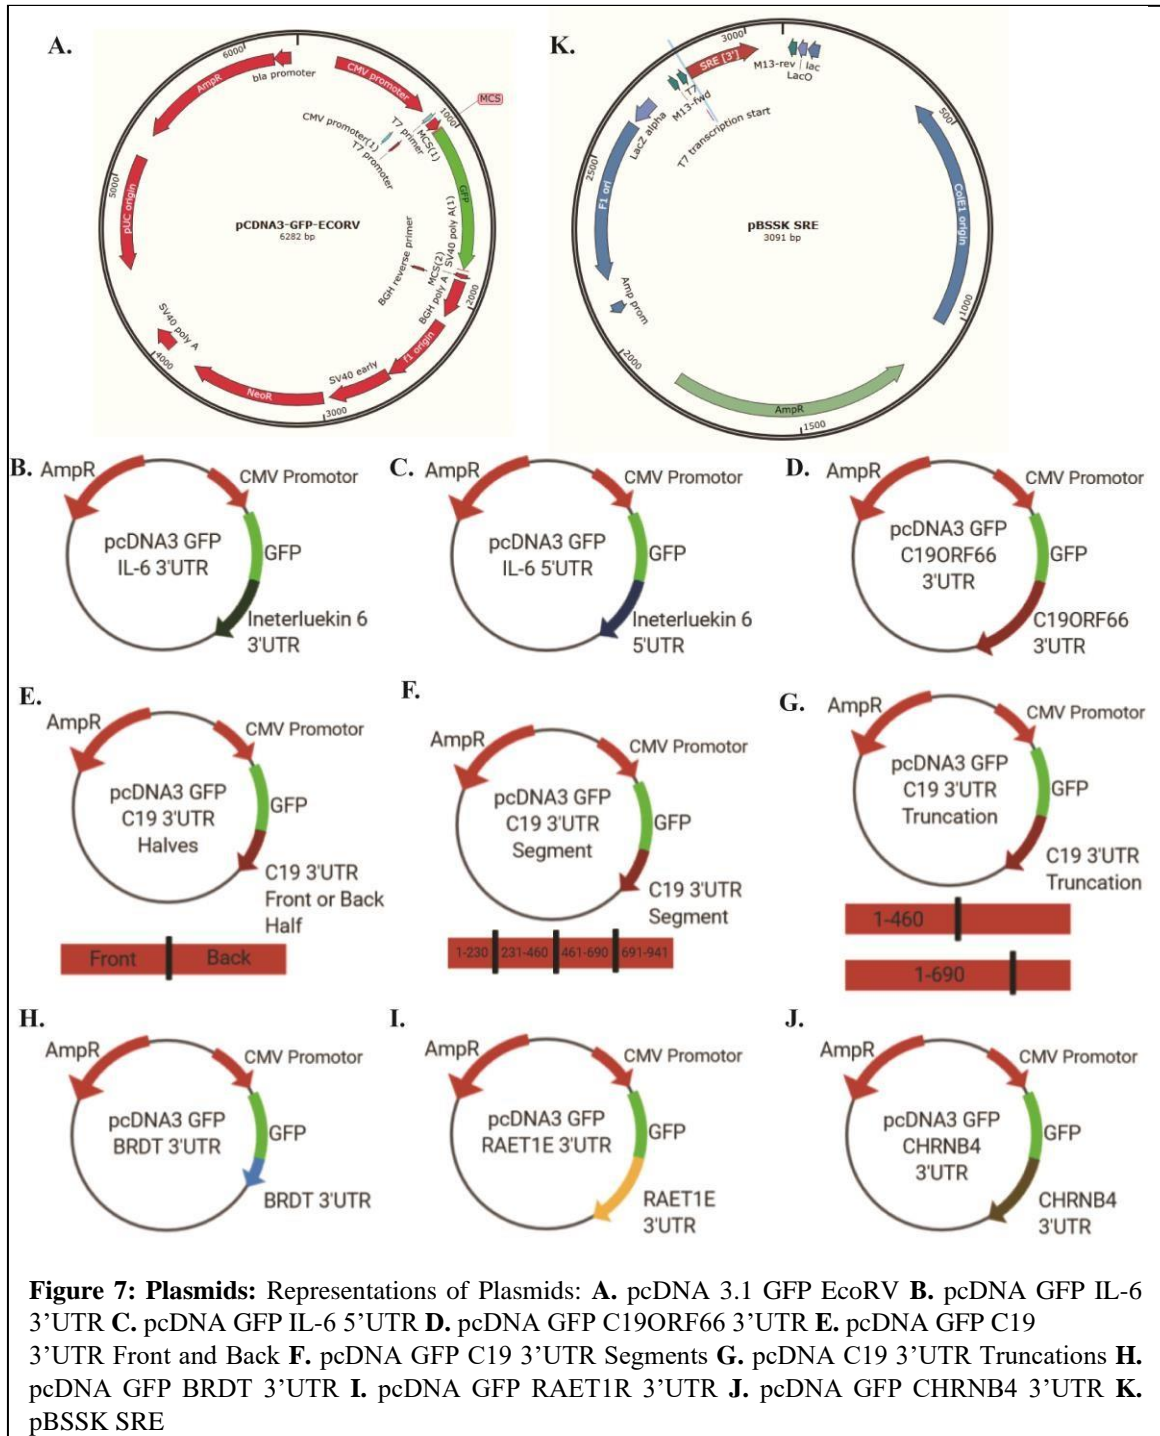 A.
6000
AmpR
bla promoter
CMV promoter
MCS
1000
CMV promoter(1)
T7 promoter
T7 primer
MCS(1)
GFP
5000
pUC origin
pCDNA3-GFP-ECORV
6282 bp
BGH reverse primer
MCS(2)
SV40 poly A(1)
BGH poly A
2000
f1 origin
SV40 poly A
4000
NeoR
SV40 early
3000
K.
3000
SRE [3']
M13-rev
lac
LacO
T7
M13-fwd
LacZ alpha
T7 transcription start
500
2500
F1 ori
ColE1 origin
pBSSK SRE
3091 bp
Amp prom
1000
2000
AmpR
1500
B.
AmpR
CMV Promotor
pcDNA3 GFP
IL-6 3'UTR
GFP
Ineterluekin 6
3'UTR
C.
AmpR
CMV Promotor
pcDNA3 GFP
IL-6 5'UTR
GFP
Ineterluekin 6
5'UTR
D.
AmpR
CMV Promotor
pcDNA3 GFP
C19ORF66
3'UTR
GFP
C19ORF66
3'UTR
E.
AmpR
CMV Promotor
pcDNA3 GFP
C19 3'UTR
Halves
GFP
C19 3'UTR
Front or Back
Half
Front Back
F.
AmpR
CMV Promotor
pcDNA3 GFP
C19 3'UTR
Segment
GFP
C19 3'UTR
Segment
1-230 231-460 461-690 691-941
G.
AmpR
CMV Promotor
pcDNA3 GFP
C19 3'UTR
Truncation
GFP
C19 3'UTR
Truncation
1-460
1-690
H.
AmpR
CMV Promotor
pcDNA3 GFP
BRDT 3'UTR
GFP
BRDT 3'UTR
I.
AmpR
CMV Promotor
pcDNA3 GFP
RAET1E 3'UTR
GFP
RAET1E
3'UTR
J.
AmpR
CMV Promotor
pcDNA3 GFP
CHRNB4
3'UTR
GFP
CHRNB4
3'UTR
Figure 7: Plasmids: Representations of Plasmids: A. pcDNA 3.1 GFP EcoRV B. pcDNA GFP IL-6
3’UTR C. pcDNA GFP IL-6 5’UTR D. pcDNA GFP C19ORF66 3’UTR E. pcDNA GFP C19
3’UTR Front and Back F. pcDNA GFP C19 3’UTR Segments G. pcDNA C19 3’UTR Truncations H.
pcDNA GFP BRDT 3’UTR I. pcDNA GFP RAET1R 3’UTR J. pcDNA GFP CHRNB4 3’UTR K.
pBSSK SRE